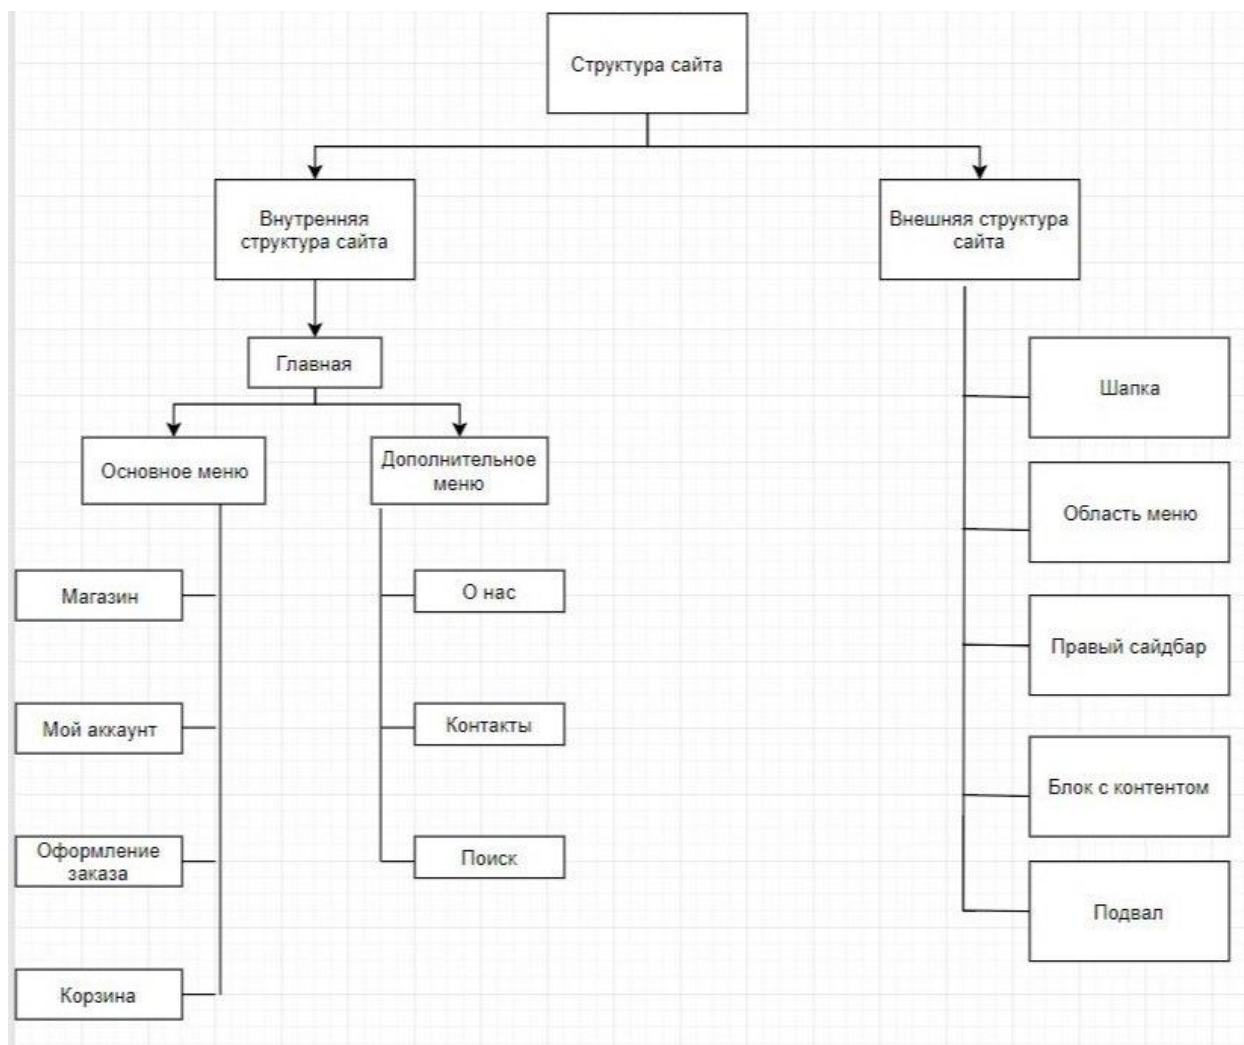 Структура сайта
Внутренняя
структура сайта
Внешняя структура
сайта
Главная
Основное меню
Дополнительное
меню
Магазин
Мой аккаунт
Оформление
заказа
Корзина
О нас
Контакты
Поиск
Шапка
Область меню
Правый сайдбар
Блок с контентом
Подвал